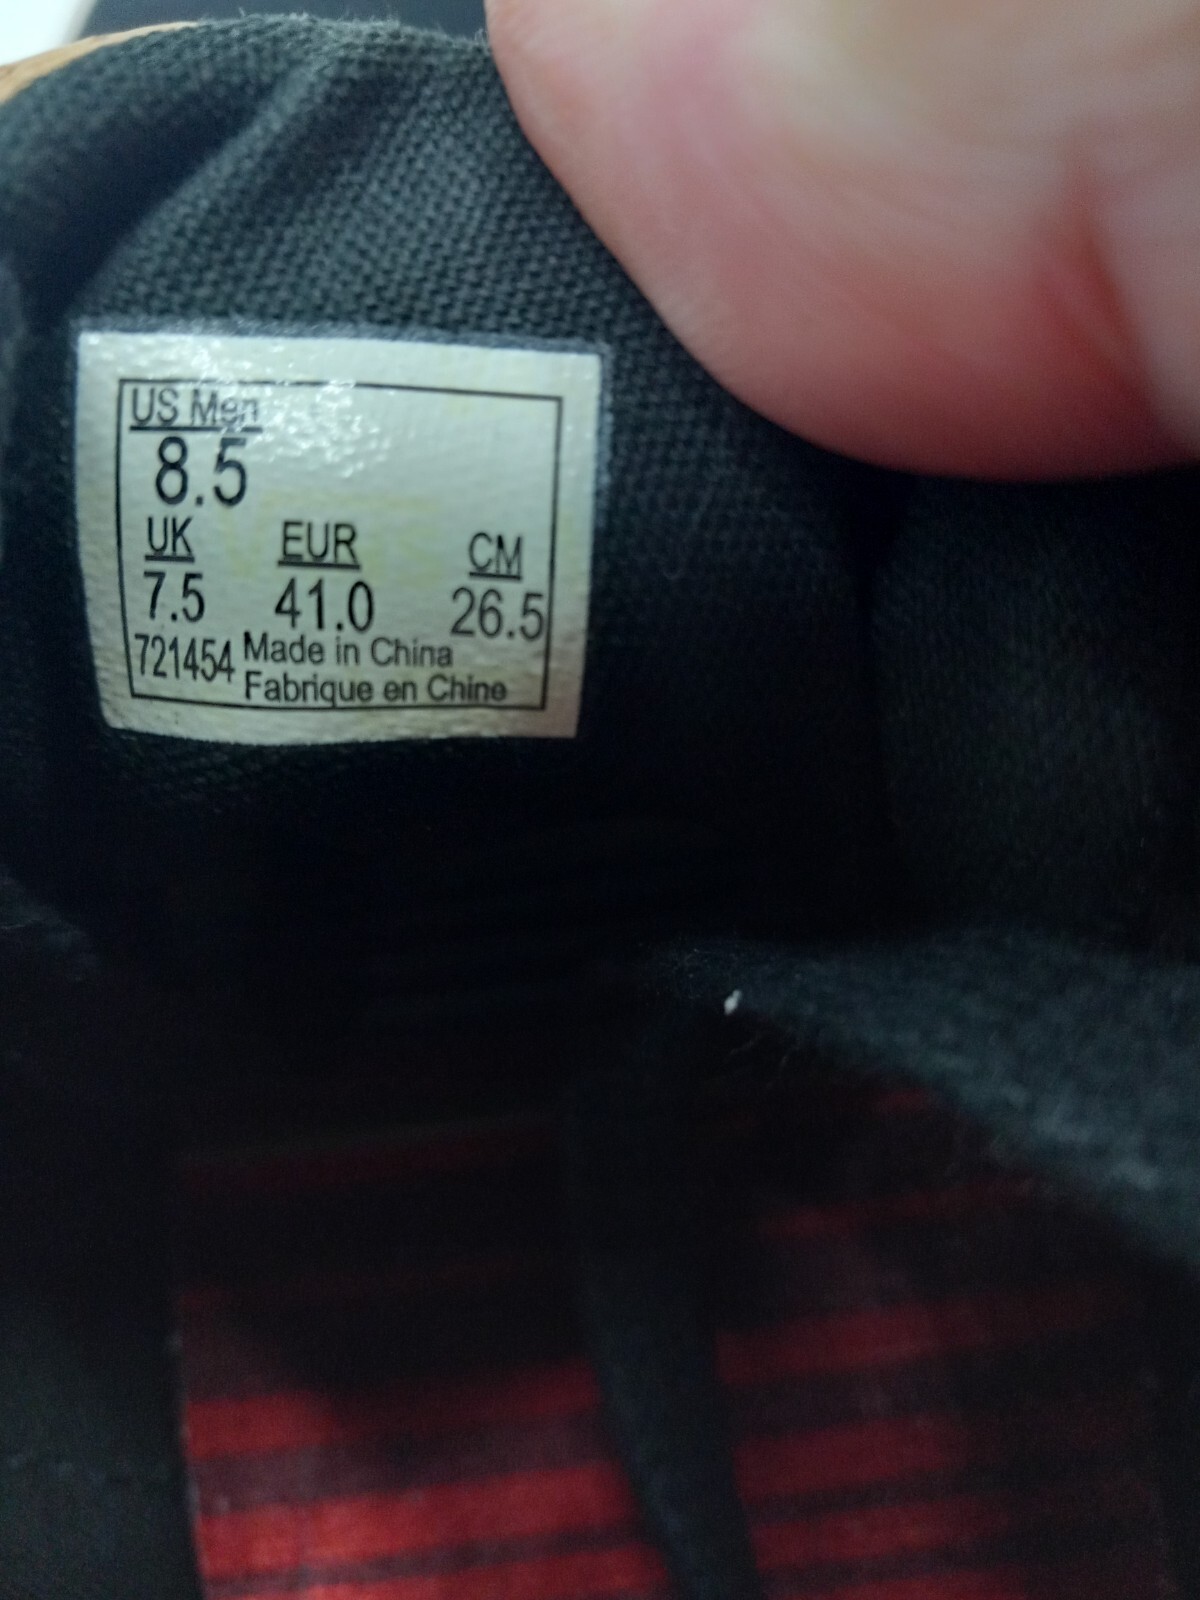 US Men
8.5
UK EUR CM
7.5 41.0 26.5
721454 Made in China
Fabrique en Chine